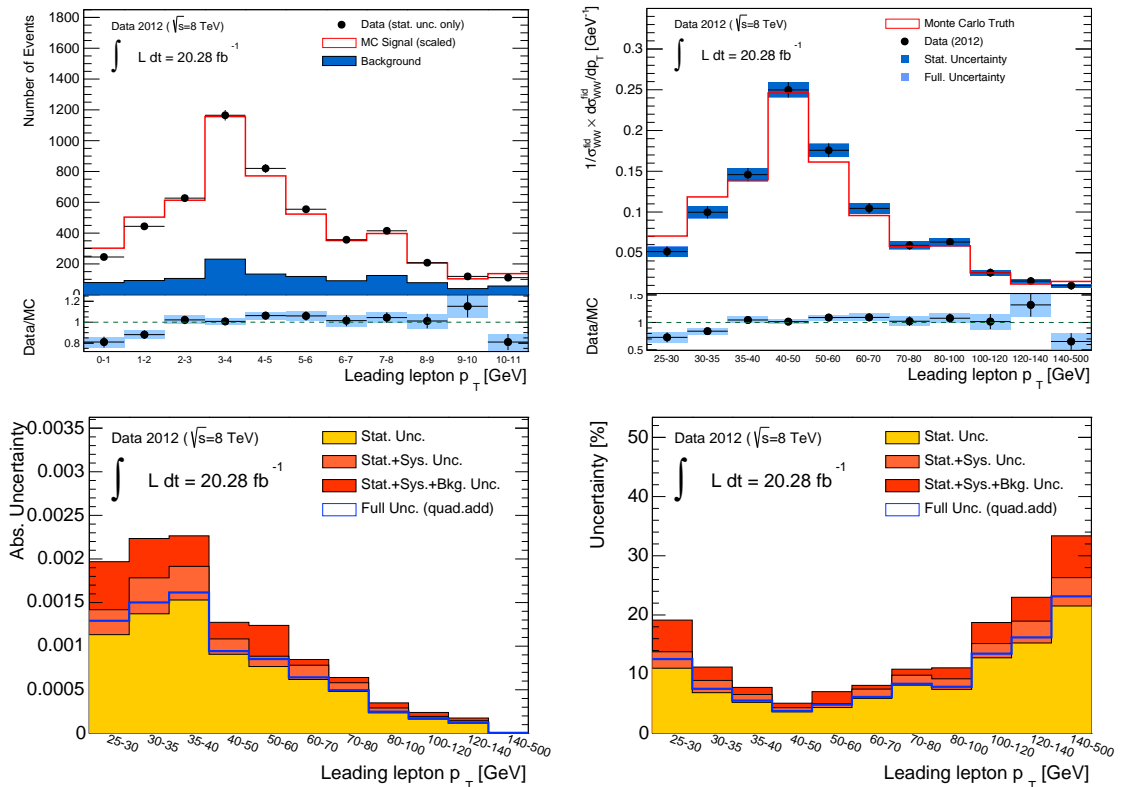 Number of Events
1800
1600
1400
1200
1000
800
600
400
200
0
Data 2012 ( √s=8 TeV)
∫ L dt = 20.28 fb⁻¹
Data (stat. unc. only)
MC Signal (scaled)
Background
Data/MC
1.2
1
0.8
0-1 1-2 2-3 3-4 4-5 5-6 6-7 7-8 8-9 9-10 10-11
Leading lepton p_T [GeV]
1/σ_WW^fid × dσ_WW^fid/dp_T [GeV⁻¹]
0.3
0.25
0.2
0.15
0.1
0.05
Data 2012 ( √s=8 TeV)
∫ L dt = 20.28 fb⁻¹
Monte Carlo Truth
Data (2012)
Stat. Uncertainty
Full. Uncertainty
Data/MC
1.5
1
0.5
25-30 30-35 35-40 40-50 50-60 60-70 70-80 80-100 100-120 120-140 140-500
Leading lepton p_T [GeV]
Abs. Uncertainty
0.0035
0.003
0.0025
0.002
0.0015
0.001
0.0005
0
Data 2012 ( √s=8 TeV)
∫ L dt = 20.28 fb⁻¹
Stat. Unc.
Stat.+Sys. Unc.
Stat.+Sys.+Bkg. Unc.
Full Unc. (quad.add)
25-30 30-35 35-40 40-50 50-60 60-70 70-80 80-100 100-120 120-140 140-500
Leading lepton p_T [GeV]
Uncertainty [%]
50
40
30
20
10
0
Data 2012 ( √s=8 TeV)
∫ L dt = 20.28 fb⁻¹
Stat. Unc.
Stat.+Sys. Unc.
Stat.+Sys.+Bkg. Unc.
Full Unc. (quad.add)
25-30 30-35 35-40 40-50 50-60 60-70 70-80 80-100 100-120 120-140 140-500
Leading lepton p_T [GeV]